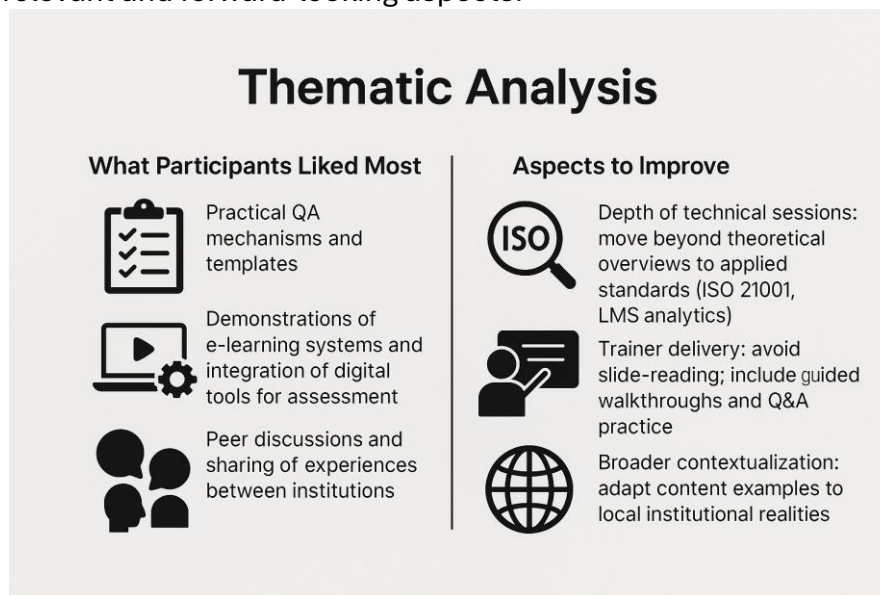 relevant and forward-looking aspects.
Thematic Analysis
What Participants Liked Most
Practical QA
mechanisms and
templates
Demonstrations of
e-learning systems and
integration of digital
tools for assessment
Peer discussions and
sharing of experiences
between institutions
Aspects to Improve
ISO
Depth of technical sessions:
move beyond theoretical
overviews to applied
standards (ISO 21001,
LMS analytics)
Trainer delivery: avoid
slide-reading; include guided
walkthroughs and Q&A
practice
Broader contextualization:
adapt content examples to
local institutional realities